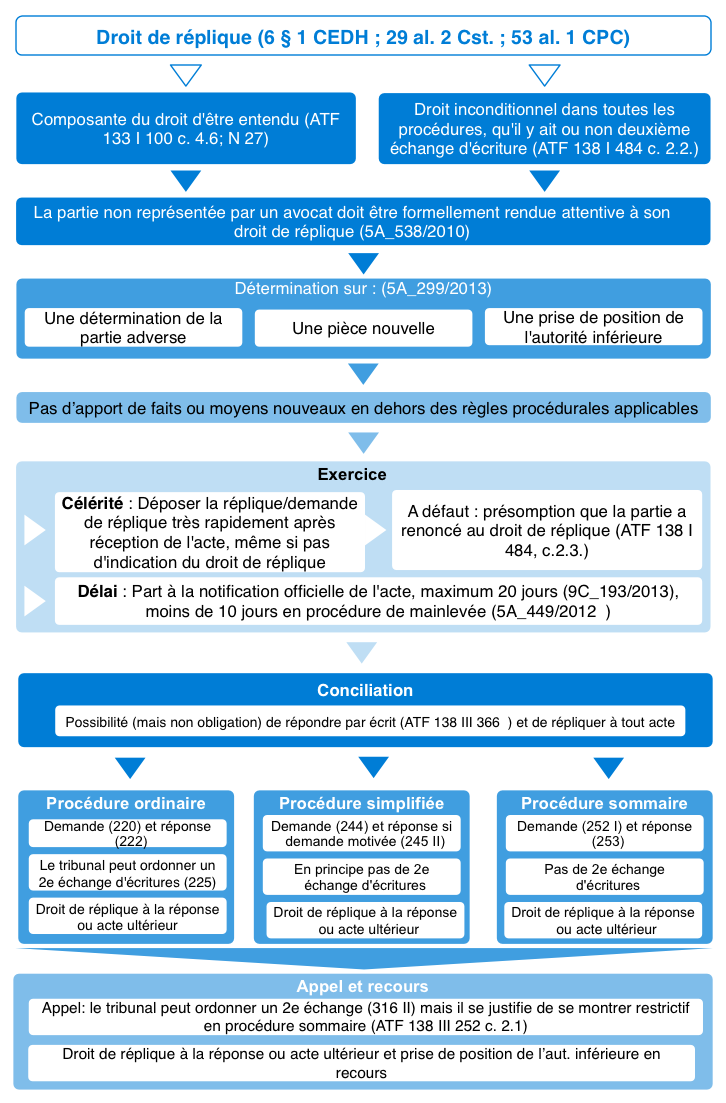 Droit de réplique (6 § 1 CEDH ; 29 al. 2 Cst. ; 53 al. 1 CPC)
Composante du droit d'être entendu (ATF
133 I 100 c. 4.6; N 27)
Droit inconditionnel dans toutes les
procédures, qu'il y ait ou non deuxième
échange d'écriture (ATF 138 I 484 c. 2.2.)
La partie non représentée par un avocat doit être formellement rendue attentive à son
droit de réplique (5A_538/2010)
Détermination sur : (5A_299/2013)
Une détermination de la
partie adverse
Une pièce nouvelle
Une prise de position de
l'autorité inférieure
Pas d’apport de faits ou moyens nouveaux en dehors des règles procédurales applicables
Exercice
Célérité : Déposer la réplique/demande
de réplique très rapidement après
réception de l'acte, même si pas
d'indication du droit de réplique
A défaut : présomption que la partie a
renoncé au droit de réplique (ATF 138 I
484, c.2.3.)
Délai : Part à la notification officielle de l'acte, maximum 20 jours (9C_193/2013),
moins de 10 jours en procédure de mainlevée (5A_449/2012 )
Conciliation
Possibilité (mais non obligation) de répondre par écrit (ATF 138 III 366 ) et de répliquer à tout acte
Procédure ordinaire
Demande (220) et réponse
(222)
Le tribunal peut ordonner un
2e échange d'écritures (225)
Droit de réplique à la réponse
ou acte ultérieur
Procédure simplifiée
Demande (244) et réponse si
demande motivée (245 II)
En principe pas de 2e
échange d'écritures
Droit de réplique à la réponse
ou acte ultérieur
Procédure sommaire
Demande (252 I) et réponse
(253)
Pas de 2e échange
d'écritures
Droit de réplique à la réponse
ou acte ultérieur
Appel et recours
Appel: le tribunal peut ordonner un 2e échange (316 II) mais il se justifie de se montrer restrictif
en procédure sommaire (ATF 138 III 252 c. 2.1)
Droit de réplique à la réponse ou acte ultérieur et prise de position de l’aut. inférieure en
recours